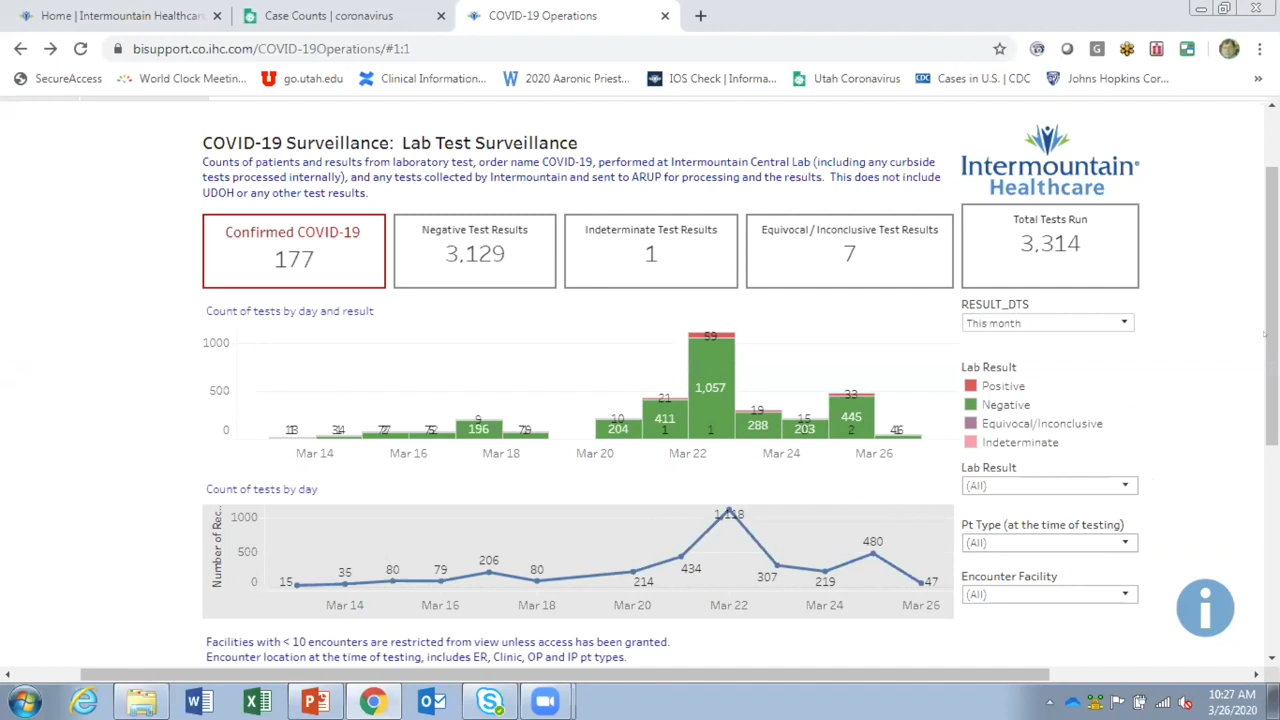 Home | Intermountain Healthcar
Case Counts | coronavirus
COVID-19 Operations
bisupport.co.ihc.com/COVID-19Operations/#1:1
SecureAccess
World Clock Meetin...
go.utah.edu
Clinical Information...
2020 Aaronic Priest...
IOS Check | Informa...
Utah Coronavirus
CDC Cases in U.S. | CDC
Johns Hopkins Cor...
COVID-19 Surveillance: Lab Test Surveillance
Counts of patients and results from laboratory test, order name COVID-19, performed at Intermountain Central Lab (including any curbside
tests processed internally), and any tests collected by Intermountain and sent to ARUP for processing and the results. This does not include
UDOH or any other test results.
Intermountain®
Healthcare
Confirmed COVID-19
177
Negative Test Results
3,129
Indeterminate Test Results
1
Equivocal / Inconclusive Test Results
7
Total Tests Run
3,314
Count of tests by day and result
1000
500
0
9
196
10
204
21
411
1
59
1,057
1
19
288
15
203
33
445
2
Mar 14
Mar 16
Mar 18
Mar 20
Mar 22
Mar 24
Mar 26
RESULT_DTS
This month
Lab Result
Positive
Negative
Equivocal/Inconclusive
Indeterminate
Lab Result
(All)
Pt Type (at the time of testing)
(All)
Encounter Facility
(All)
Count of tests by day
Number of Rec..
1000
500
0
15
35
80
79
206
80
214
434
1,118
307
219
480
47
Mar 14
Mar 16
Mar 18
Mar 20
Mar 22
Mar 24
Mar 26
Facilities with < 10 encounters are restricted from view unless access has been granted.
Encounter location at the time of testing, includes ER, Clinic, OP and IP pt types.
10:27 AM
3/26/2020